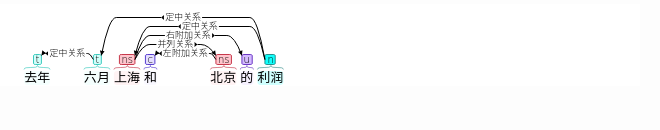 定中关系
定中关系
右附加关系
并列关系
定中关系 左附加关系
t t ns c ns u n
去年 六月 上海 和 北京 的 利润